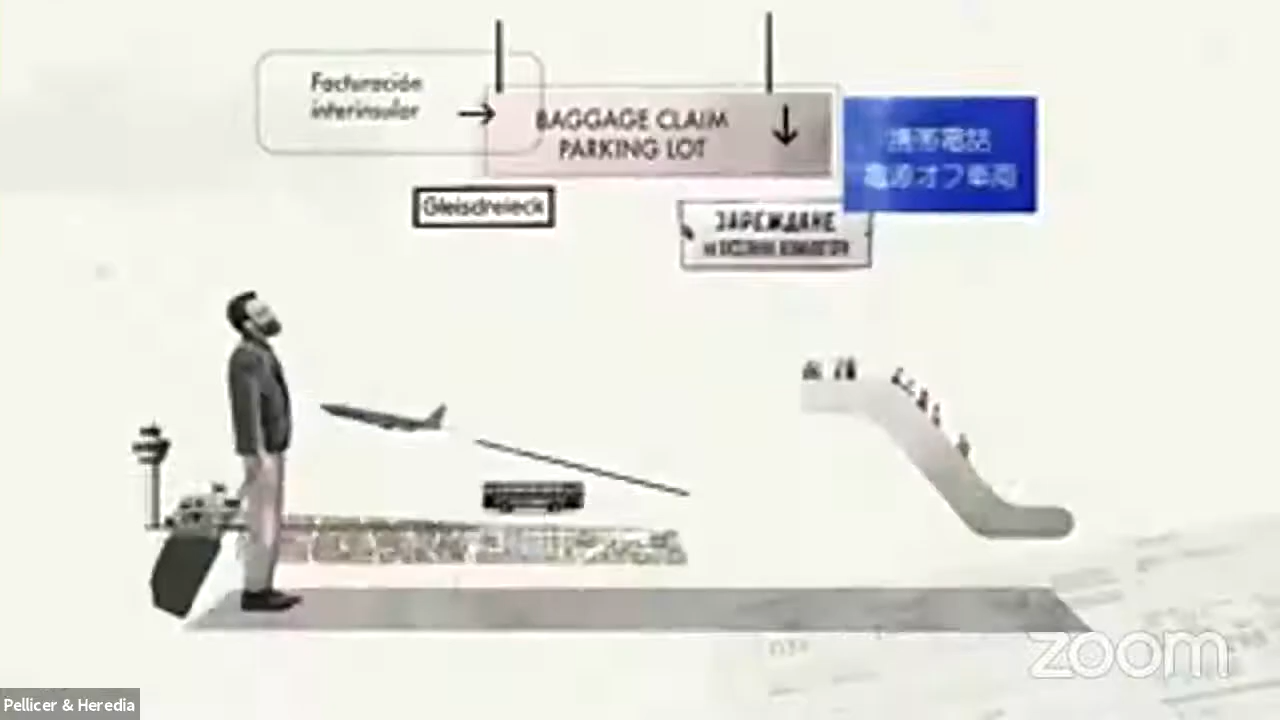 Facturación
interinsular
BAGGAGE CLAIM
PARKING LOT
携帯電話
電源オフ車両
Gleisdreieck
ЗАРЕЖДАНЕ
zoom
Pellicer & Heredia